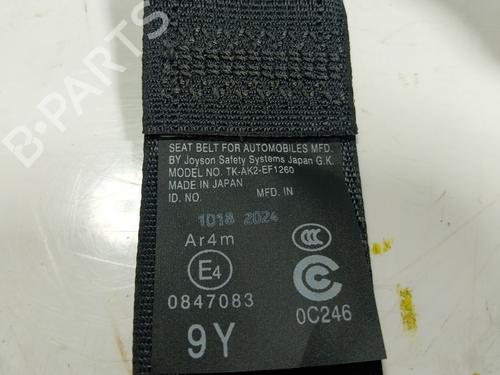 SEAT BELT FOR AUTOMOBILES MFD.
BY Joyson Safety Systems Japan G.K.
MODEL NO. TK-AK2-EF1260
MADE IN JAPAN
ID. NO. MFD. IN
1018 2024
Ar4m
E4
CCC
0847083
C
0C246
9Y
B-PARTS